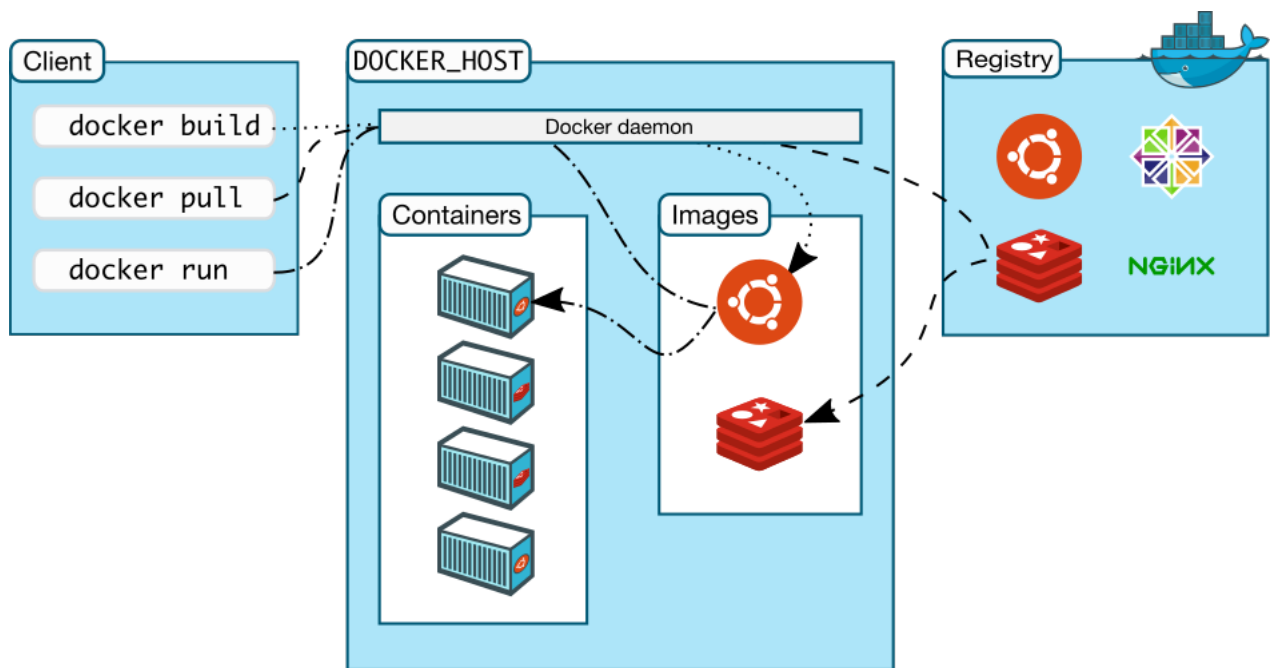 Client
docker build
docker pull
docker run
DOCKER_HOST
Docker daemon
Containers
Images
Registry
NGINX